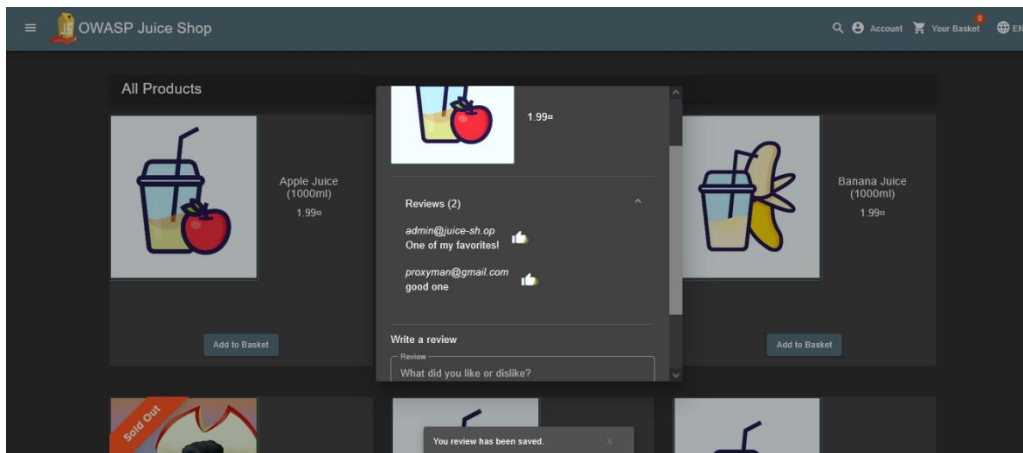 OWASP Juice Shop
Account
Your Basket
0
EN
All Products
Apple Juice
(1000ml)
1.99¤
Add to Basket
1.99¤
Reviews (2)
admin@juice-sh.op
One of my favorites!
proxyman@gmail.com
good one
Write a review
Review
What did you like or dislike?
Banana Juice
(1000ml)
1.99¤
Add to Basket
Sold Out
You review has been saved.
X